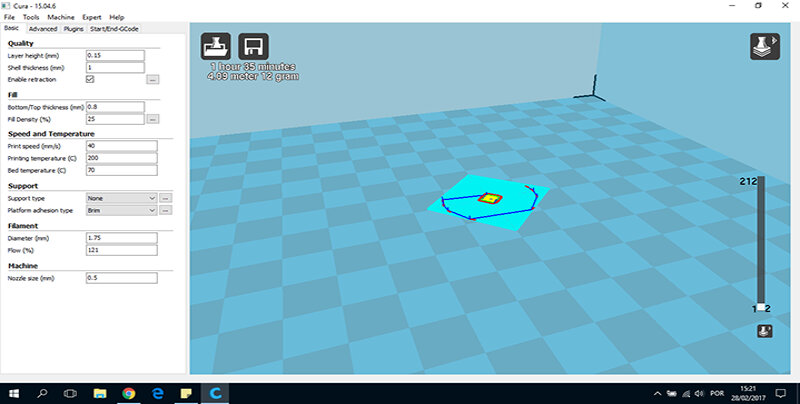 Cura - 15.04.6
File Tools Machine Expert Help
Basic Advanced Plugins Start/End-GCode
Quality
Layer height (mm) 0.15
Shell thickness (mm) 1
Enable retraction ...
Fill
Bottom/Top thickness (mm) 0.8
Fill Density (%) 25 ...
Speed and Temperature
Print speed (mm/s) 40
Printing temperature (C) 200
Bed temperature (C) 70
Support
Support type None ...
Platform adhesion type Brim ...
Filament
Diameter (mm) 1.75
Flow (%) 121
Machine
Nozzle size (mm) 0.5
1 hour 35 minutes
4.09 meter 12 gram
212
POR
15:21
28/02/2017